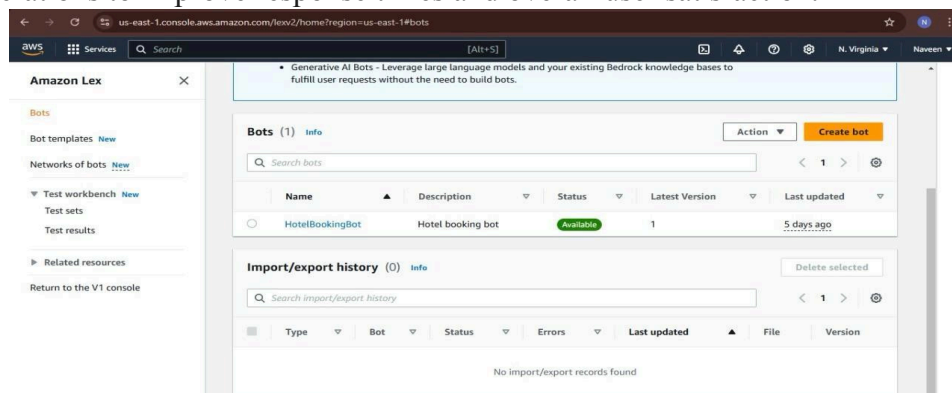 us-east-1.console.aws.amazon.com/lexv2/home?region=us-east-1#bots
N
aws Services Search [Alt+S] N. Virginia Naveen
Amazon Lex
Bots
Bot templates New
Networks of bots New
Test workbench New
Test sets
Test results
Related resources
Return to the V1 console
• Generative AI Bots - Leverage large language models and your existing Bedrock knowledge bases to
fulfill user requests without the need to build bots.
Bots (1) Info Action Create bot
Search bots 1
Name Description Status Latest Version Last updated
HotelBookingBot Hotel booking bot Available 1 5 days ago
Import/export history (0) Info Delete selected
Search import/export history 1
Type Bot Status Errors Last updated File Version
No import/export records found